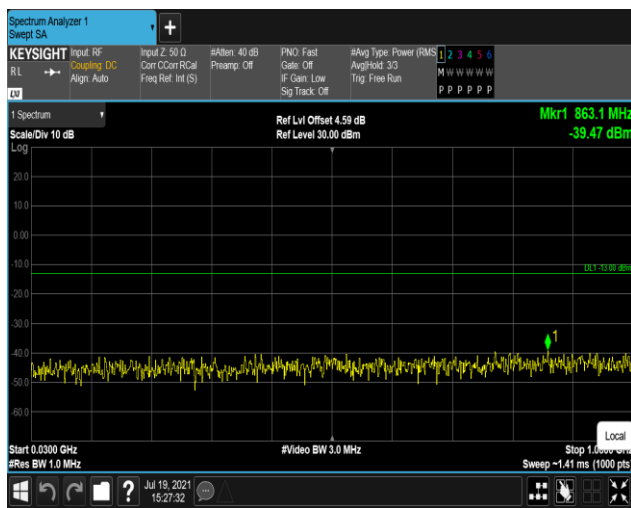 Spectrum Analyzer 1
Swept SA
+
KEYSIGHT Input: RF Input Z: 50 Ω #Atten: 40 dB PNO: Fast #Avg Type: Power (RMS 1 2 3 4 5 6
RL Coupling: DC Corr CCorr RCal Preamp: Off Gate: Off Avg|Hold: 3/3 M W W W W W
Align: Auto Freq Ref: Int (S) IF Gain: Low Trig: Free Run
LXI Sig Track: Off P P P P P P
1 Spectrum Ref Lvl Offset 4.59 dB Mkr1 863.1 MHz
Scale/Div 10 dB Ref Level 30.00 dBm -39.47 dBm
Log
20.0
10.0
0.00
-10.0
DL1 -13.00 dBm
-20.0
-30.0
1
-40.0
-50.0
-60.0
Local
Start 0.0300 GHz #Video BW 3.0 MHz Stop
#Res BW 1.0 MHz Sweep ~1.41 ms (1000 pts)
? Jul 19, 2021
15:27:32